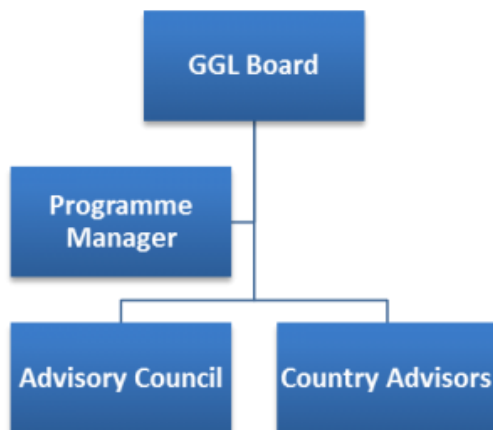 GGL Board
Programme
Manager
Advisory Council
Country Advisors